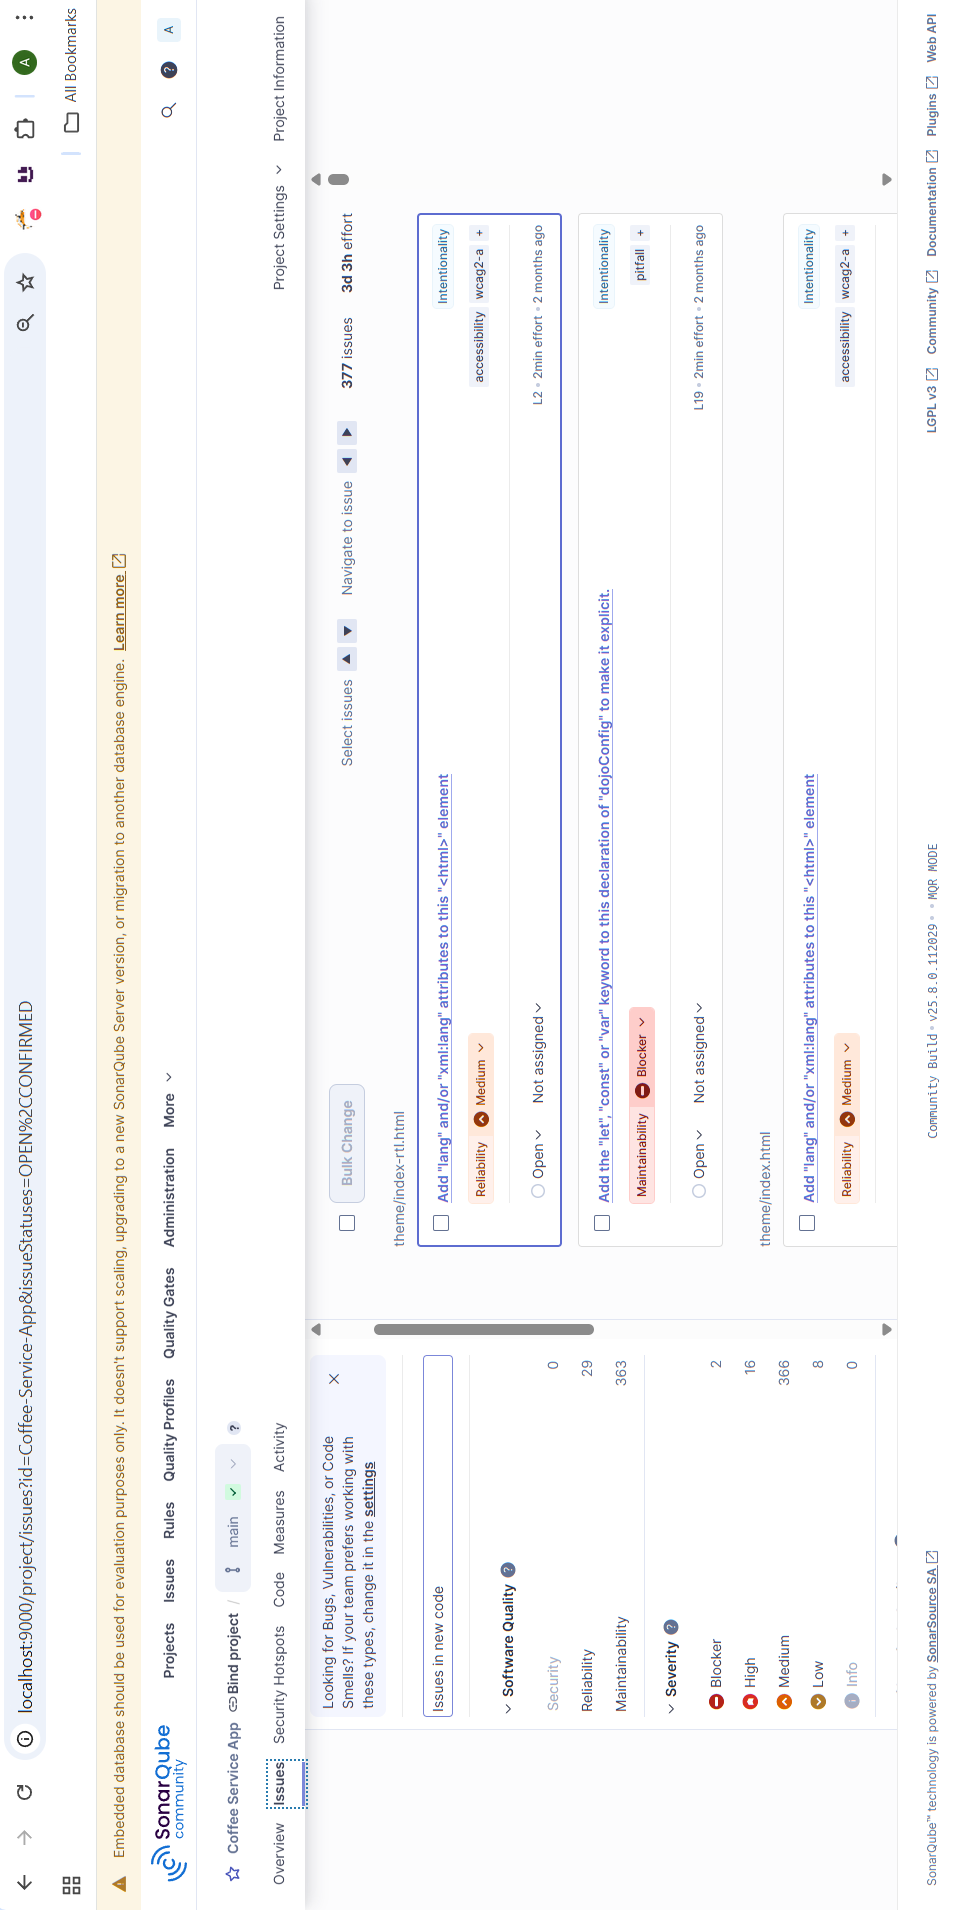 localhost:9000/project/issues?id=Coffee-Service-App&issueStatuses=OPEN%2CCONFIRMED
A
All Bookmarks
Embedded database should be used for evaluation purposes only. It doesn't support scaling, upgrading to a new SonarQube Server version, or migration to another database engine. Learn more
SonarQube community
Projects Issues Rules Quality Profiles Quality Gates Administration More
? A
Coffee Service App Bind project / main ?
Overview Issues Security Hotspots Code Measures Activity Project Settings Project Information
Looking for Bugs, Vulnerabilities, or Code
Smells? If your team prefers working with
these types, change it in the settings
Issues in new code
Software Quality ?
Security 0
Reliability 29
Maintainability 363
Severity ?
Blocker 2
High 16
Medium 366
Low 8
Info 0
Bulk Change Select issues Navigate to issue 377 issues 3d 3h effort
theme/index-rtl.html
Add "lang" and/or "xml:lang" attributes to this "<html>" element Intentionality
Reliability Medium accessibility wcag2-a +
Open Not assigned L2 • 2min effort • 2 months ago
Add the "let", "const" or "var" keyword to this declaration of "dojoConfig" to make it explicit. Intentionality
Maintainability Blocker pitfall +
Open Not assigned L19 • 2min effort • 2 months ago
theme/index.html
Add "lang" and/or "xml:lang" attributes to this "<html>" element Intentionality
Reliability Medium accessibility wcag2-a +
SonarQube™ technology is powered by SonarSource SA Community Build • v25.8.0.112029 • • MQR MODE LGPL v3 Community Documentation Plugins Web API